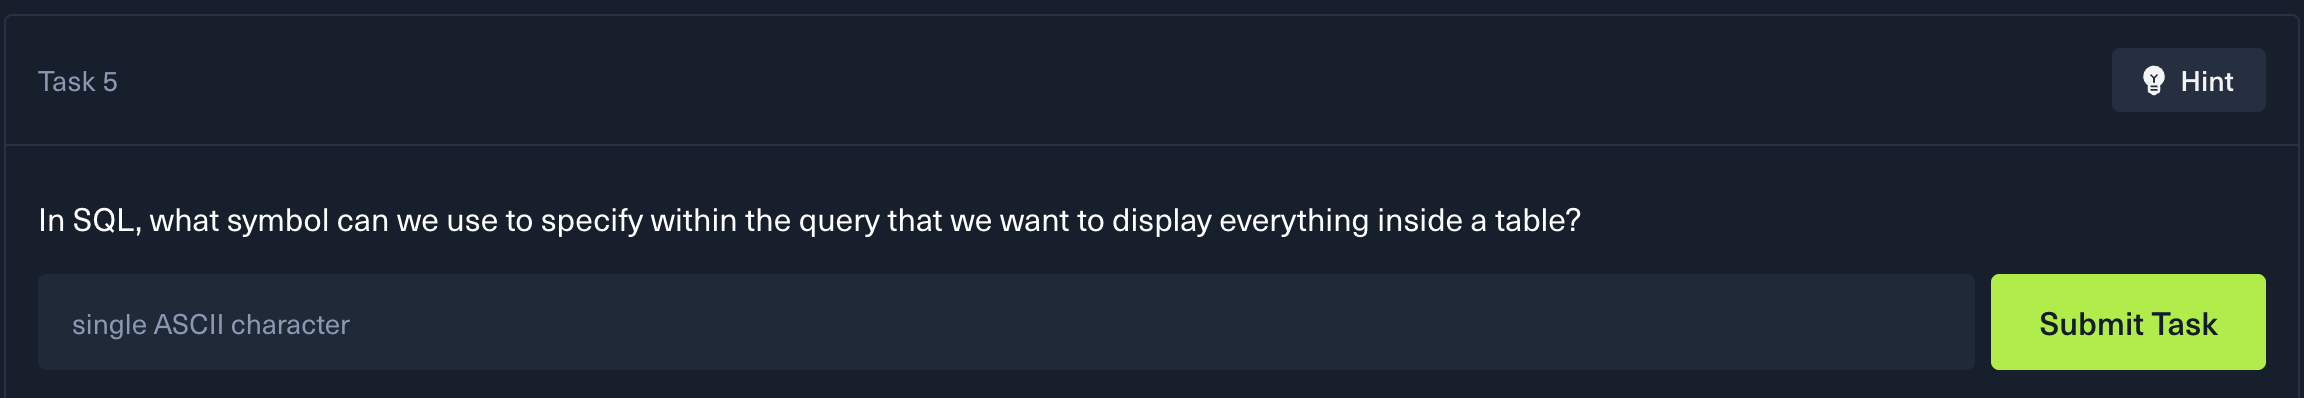 Task 5
Hint
In SQL, what symbol can we use to specify within the query that we want to display everything inside a table?
single ASCII character
Submit Task